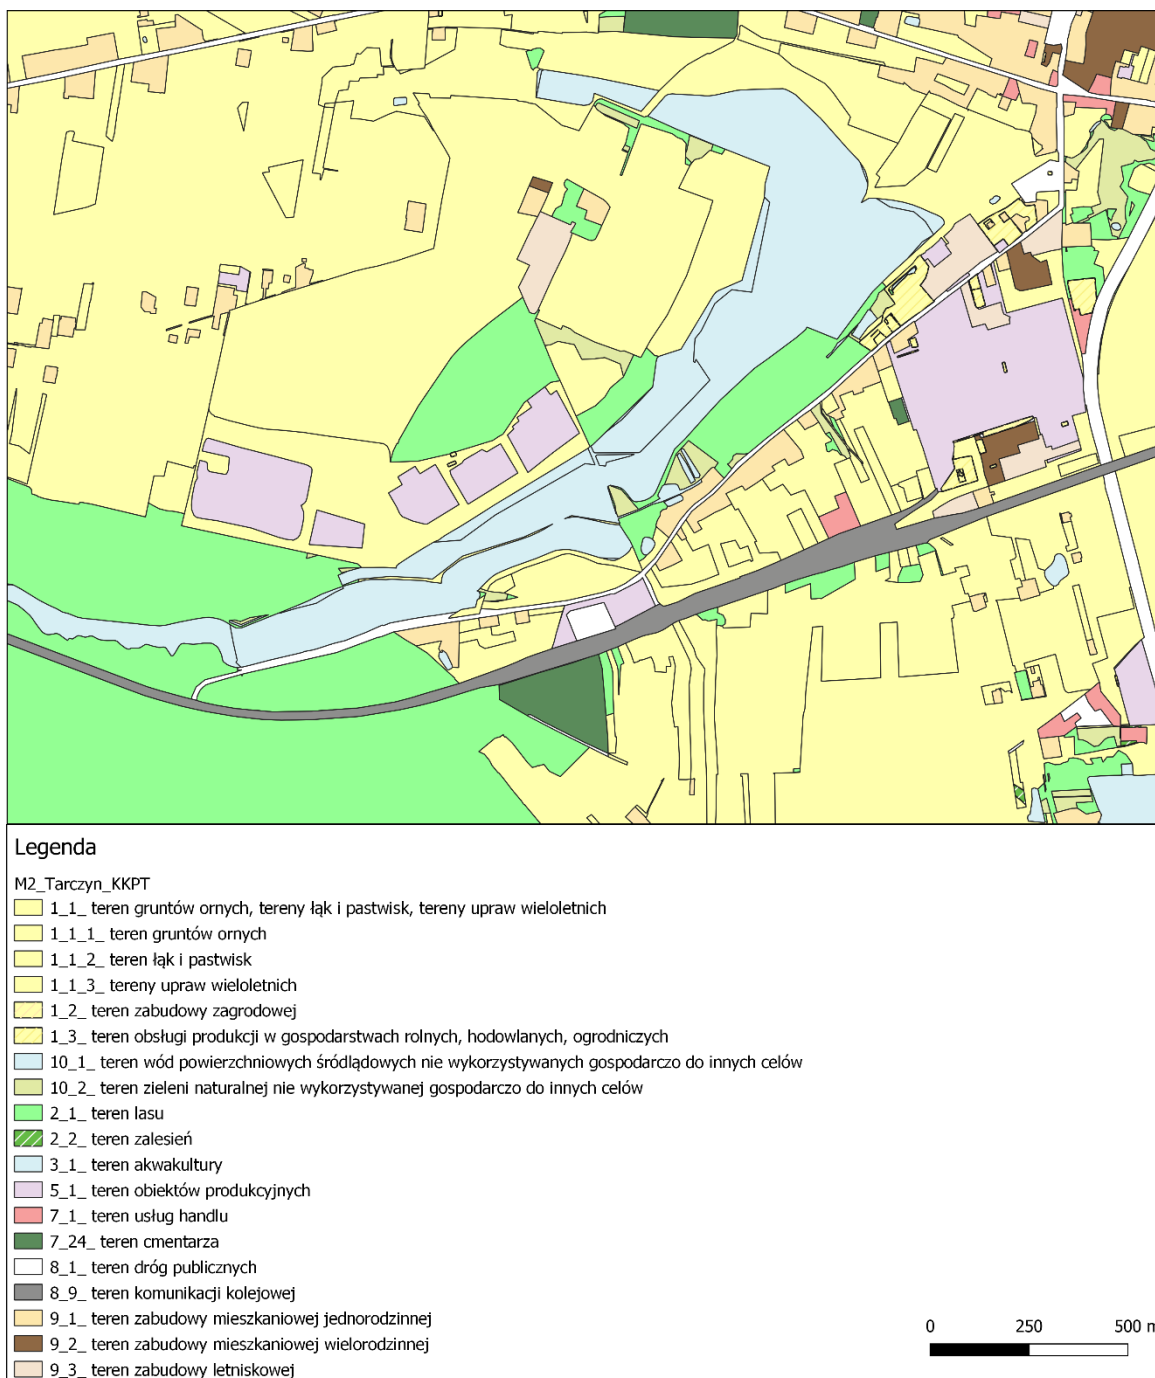 Legenda
M2_Tarczyn_KKPT
1_1_ teren gruntów ornych, tereny łąk i pastwisk, tereny upraw wieloletnich
1_1_1_ teren gruntów ornych
1_1_2_ teren łąk i pastwisk
1_1_3_ tereny upraw wieloletnich
1_2_ teren zabudowy zagrodowej
1_3_ teren obsługi produkcji w gospodarstwach rolnych, hodowlanych, ogrodniczych
10_1_ teren wód powierzchniowych śródlądowych nie wykorzystywanych gospodarczo do innych celów
10_2_ teren zieleni naturalnej nie wykorzystywanej gospodarczo do innych celów
2_1_ teren lasu
2_2_ teren zalesień
3_1_ teren akwakultury
5_1_ teren obiektów produkcyjnych
7_1_ teren usług handlu
7_24_ teren cmentarza
8_1_ teren dróg publicznych
8_9_ teren komunikacji kolejowej
9_1_ teren zabudowy mieszkaniowej jednorodzinnej
9_2_ teren zabudowy mieszkaniowej wielorodzinnej
9_3_ teren zabudowy letniskowej
0 250 500 m